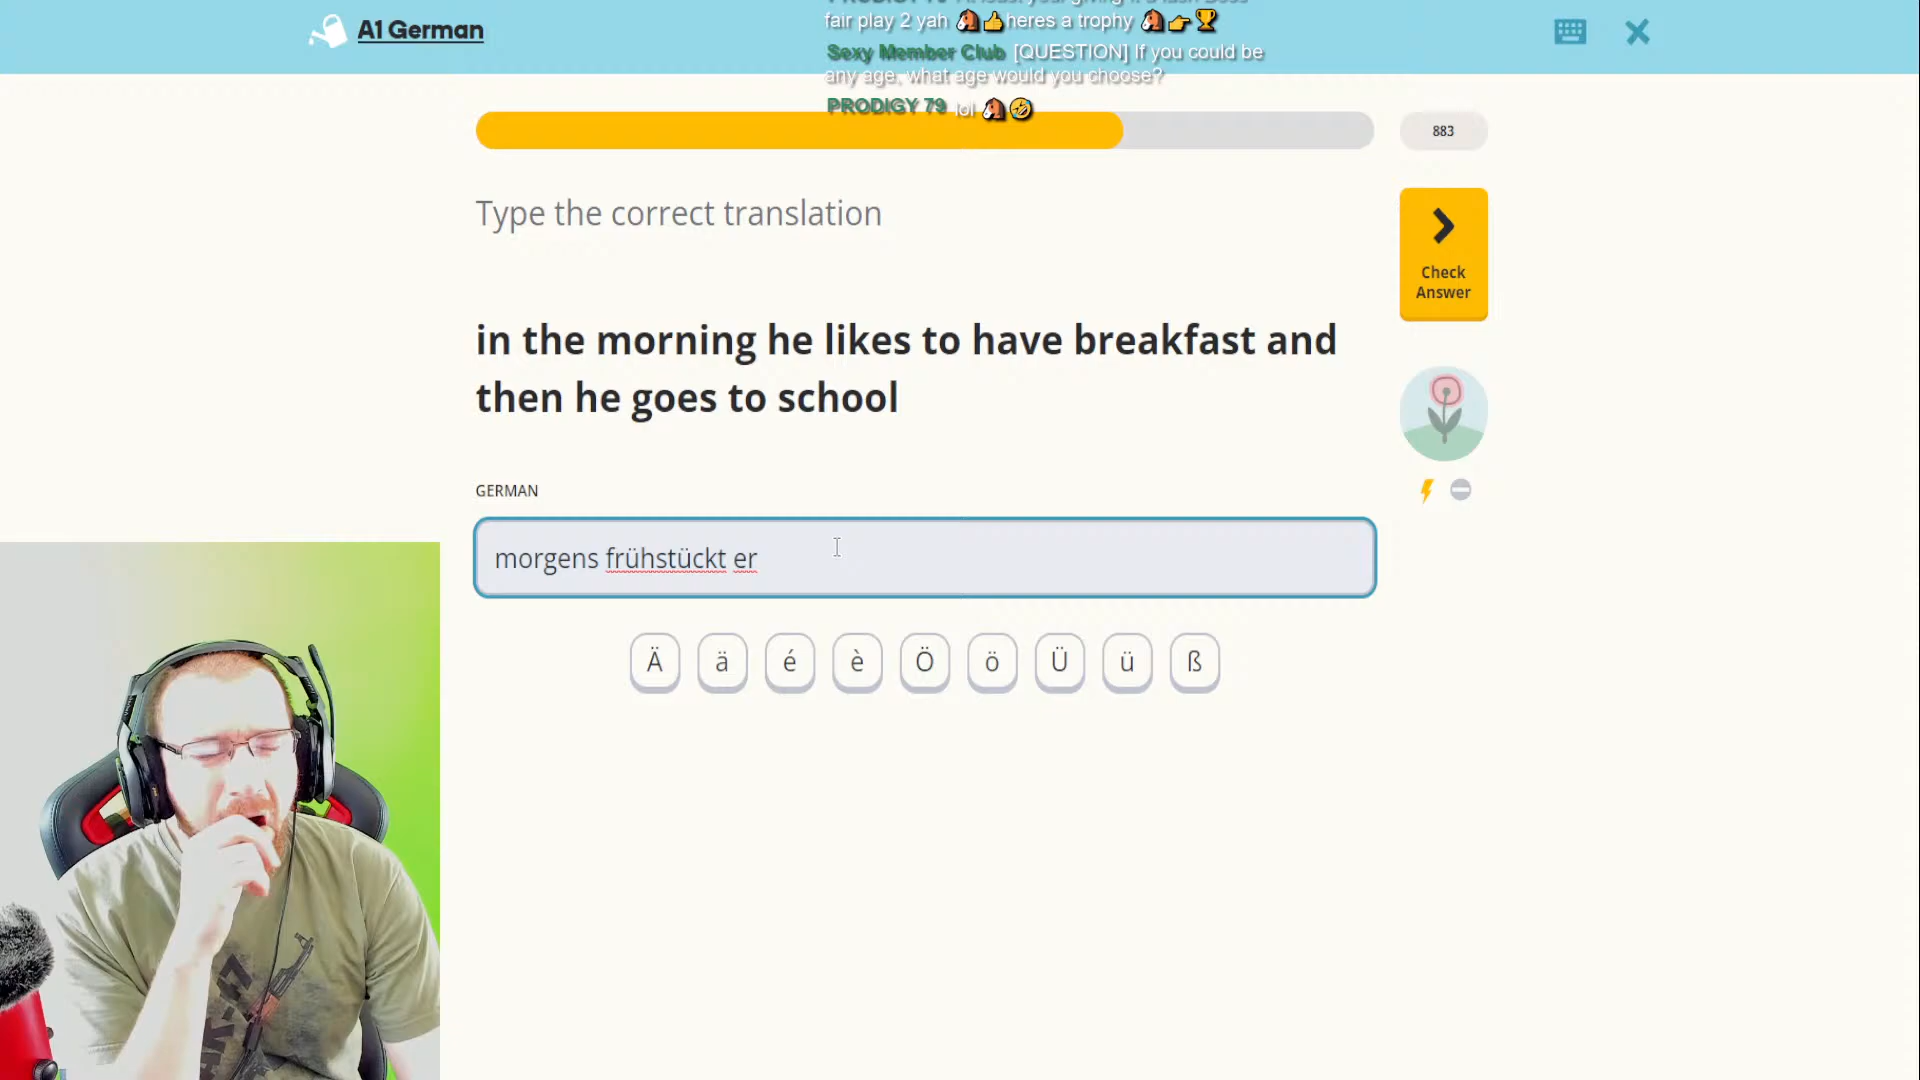 A1 German
fair play 2 yah 👍heres a trophy 👉🏆
Sexy Member Club [QUESTION] If you could be
any age, what age would you choose?
PRODIGY 79 lol 🤣
883
Type the correct translation
Check
Answer
in the morning he likes to have breakfast and
then he goes to school
GERMAN
morgens frühstückt er
Ä ä é è Ö ö Ü ü ß